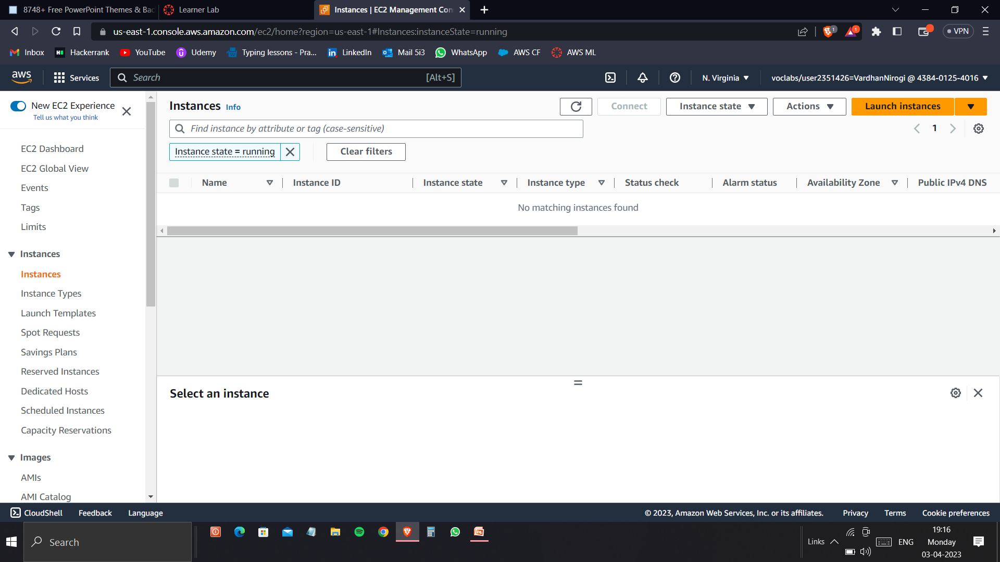 8748+ Free PowerPoint Themes & Bac
Learner Lab
Instances | EC2 Management Con
us-east-1.console.aws.amazon.com/ec2/home?region=us-east-1#Instances:instanceState=running
1
1
VPN
Inbox
Hackerrank
YouTube
Udemy
Typing lessons - Pra...
LinkedIn
Mail 5i3
WhatsApp
AWS CF
AWS ML
aws
Services
Search
[Alt+S]
N. Virginia
voclabs/user2351426=VardhanNirogi @ 4384-0125-4016
New EC2 Experience
Tell us what you think
EC2 Dashboard
EC2 Global View
Events
Tags
Limits
Instances
Instances
Instance Types
Launch Templates
Spot Requests
Savings Plans
Reserved Instances
Dedicated Hosts
Scheduled Instances
Capacity Reservations
Images
AMIs
AMI Catalog
Instances Info
Connect
Instance state
Actions
Launch instances
Find instance by attribute or tag (case-sensitive)
1
Instance state = running
Clear filters
Name
Instance ID
Instance state
Instance type
Status check
Alarm status
Availability Zone
Public IPv4 DNS
No matching instances found
Select an instance
CloudShell
Feedback
Language
© 2023, Amazon Web Services, Inc. or its affiliates.
Privacy
Terms
Cookie preferences
Search
Links
ENG
19:16
Monday
03-04-2023